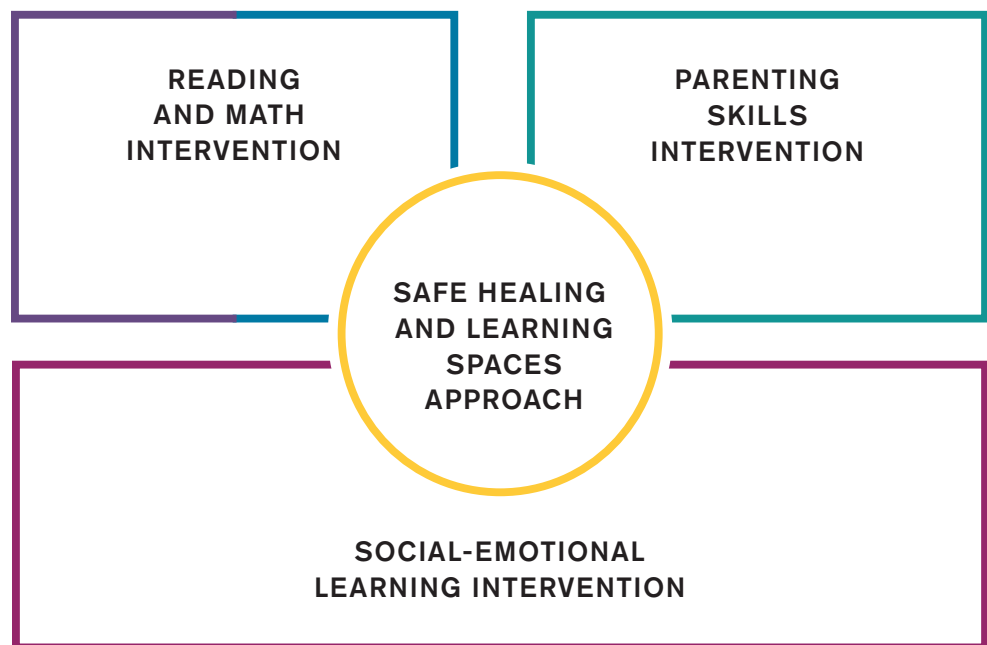 READING
AND MATH
INTERVENTION
PARENTING
SKILLS
INTERVENTION
SAFE HEALING
AND LEARNING
SPACES
APPROACH
SOCIAL-EMOTIONAL
LEARNING INTERVENTION